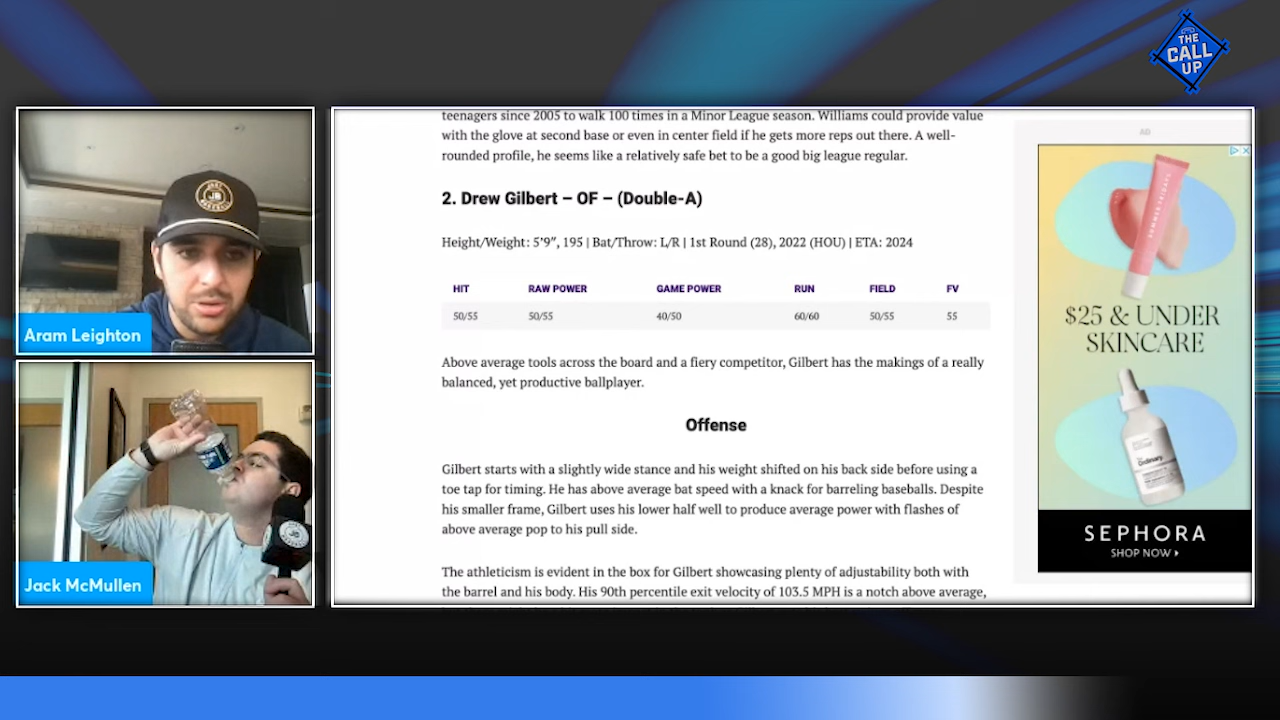 THE
CALL
UP
JB
Aram Leighton
Jack McMullen
teenagers since 2005 to walk 100 times in a Minor League season. Williams could provide value
with the glove at second base or even in center field if he gets more reps out there. A well-
rounded profile, he seems like a relatively safe bet to be a good big league regular.
2. Drew Gilbert – OF – (Double-A)
Height/Weight: 5'9", 195 | Bat/Throw: L/R | 1st Round (28), 2022 (HOU) | ETA: 2024
HIT RAW POWER GAME POWER RUN FIELD FV
50/55 50/55 40/50 60/60 50/55 55
Above average tools across the board and a fiery competitor, Gilbert has the makings of a really
balanced, yet productive ballplayer.
Offense
Gilbert starts with a slightly wide stance and his weight shifted on his back side before using a
toe tap for timing. He has above average bat speed with a knack for barreling baseballs. Despite
his smaller frame, Gilbert uses his lower half well to produce average power with flashes of
above average pop to his pull side.
The athleticism is evident in the box for Gilbert showcasing plenty of adjustability both with
the barrel and his body. His 90th percentile exit velocity of 103.5 MPH is a notch above average,
AD
SUMMER FRIDAYS
$25 & UNDER
SKINCARE
Ordinary.
SEPHORA
SHOP NOW